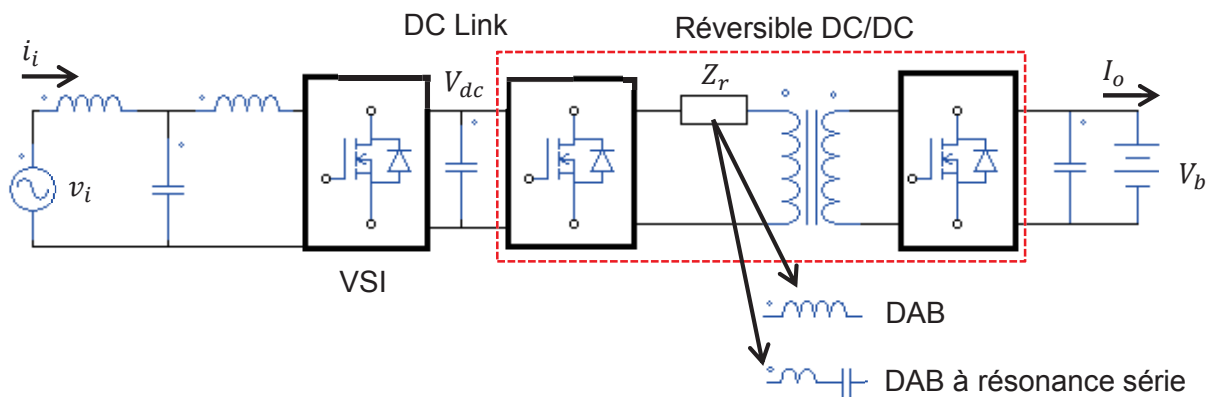 DC Link
Réversible DC/DC
i_i
V_dc
Z_r
I_o
v_i
V_b
VSI
DAB
DAB à résonance série